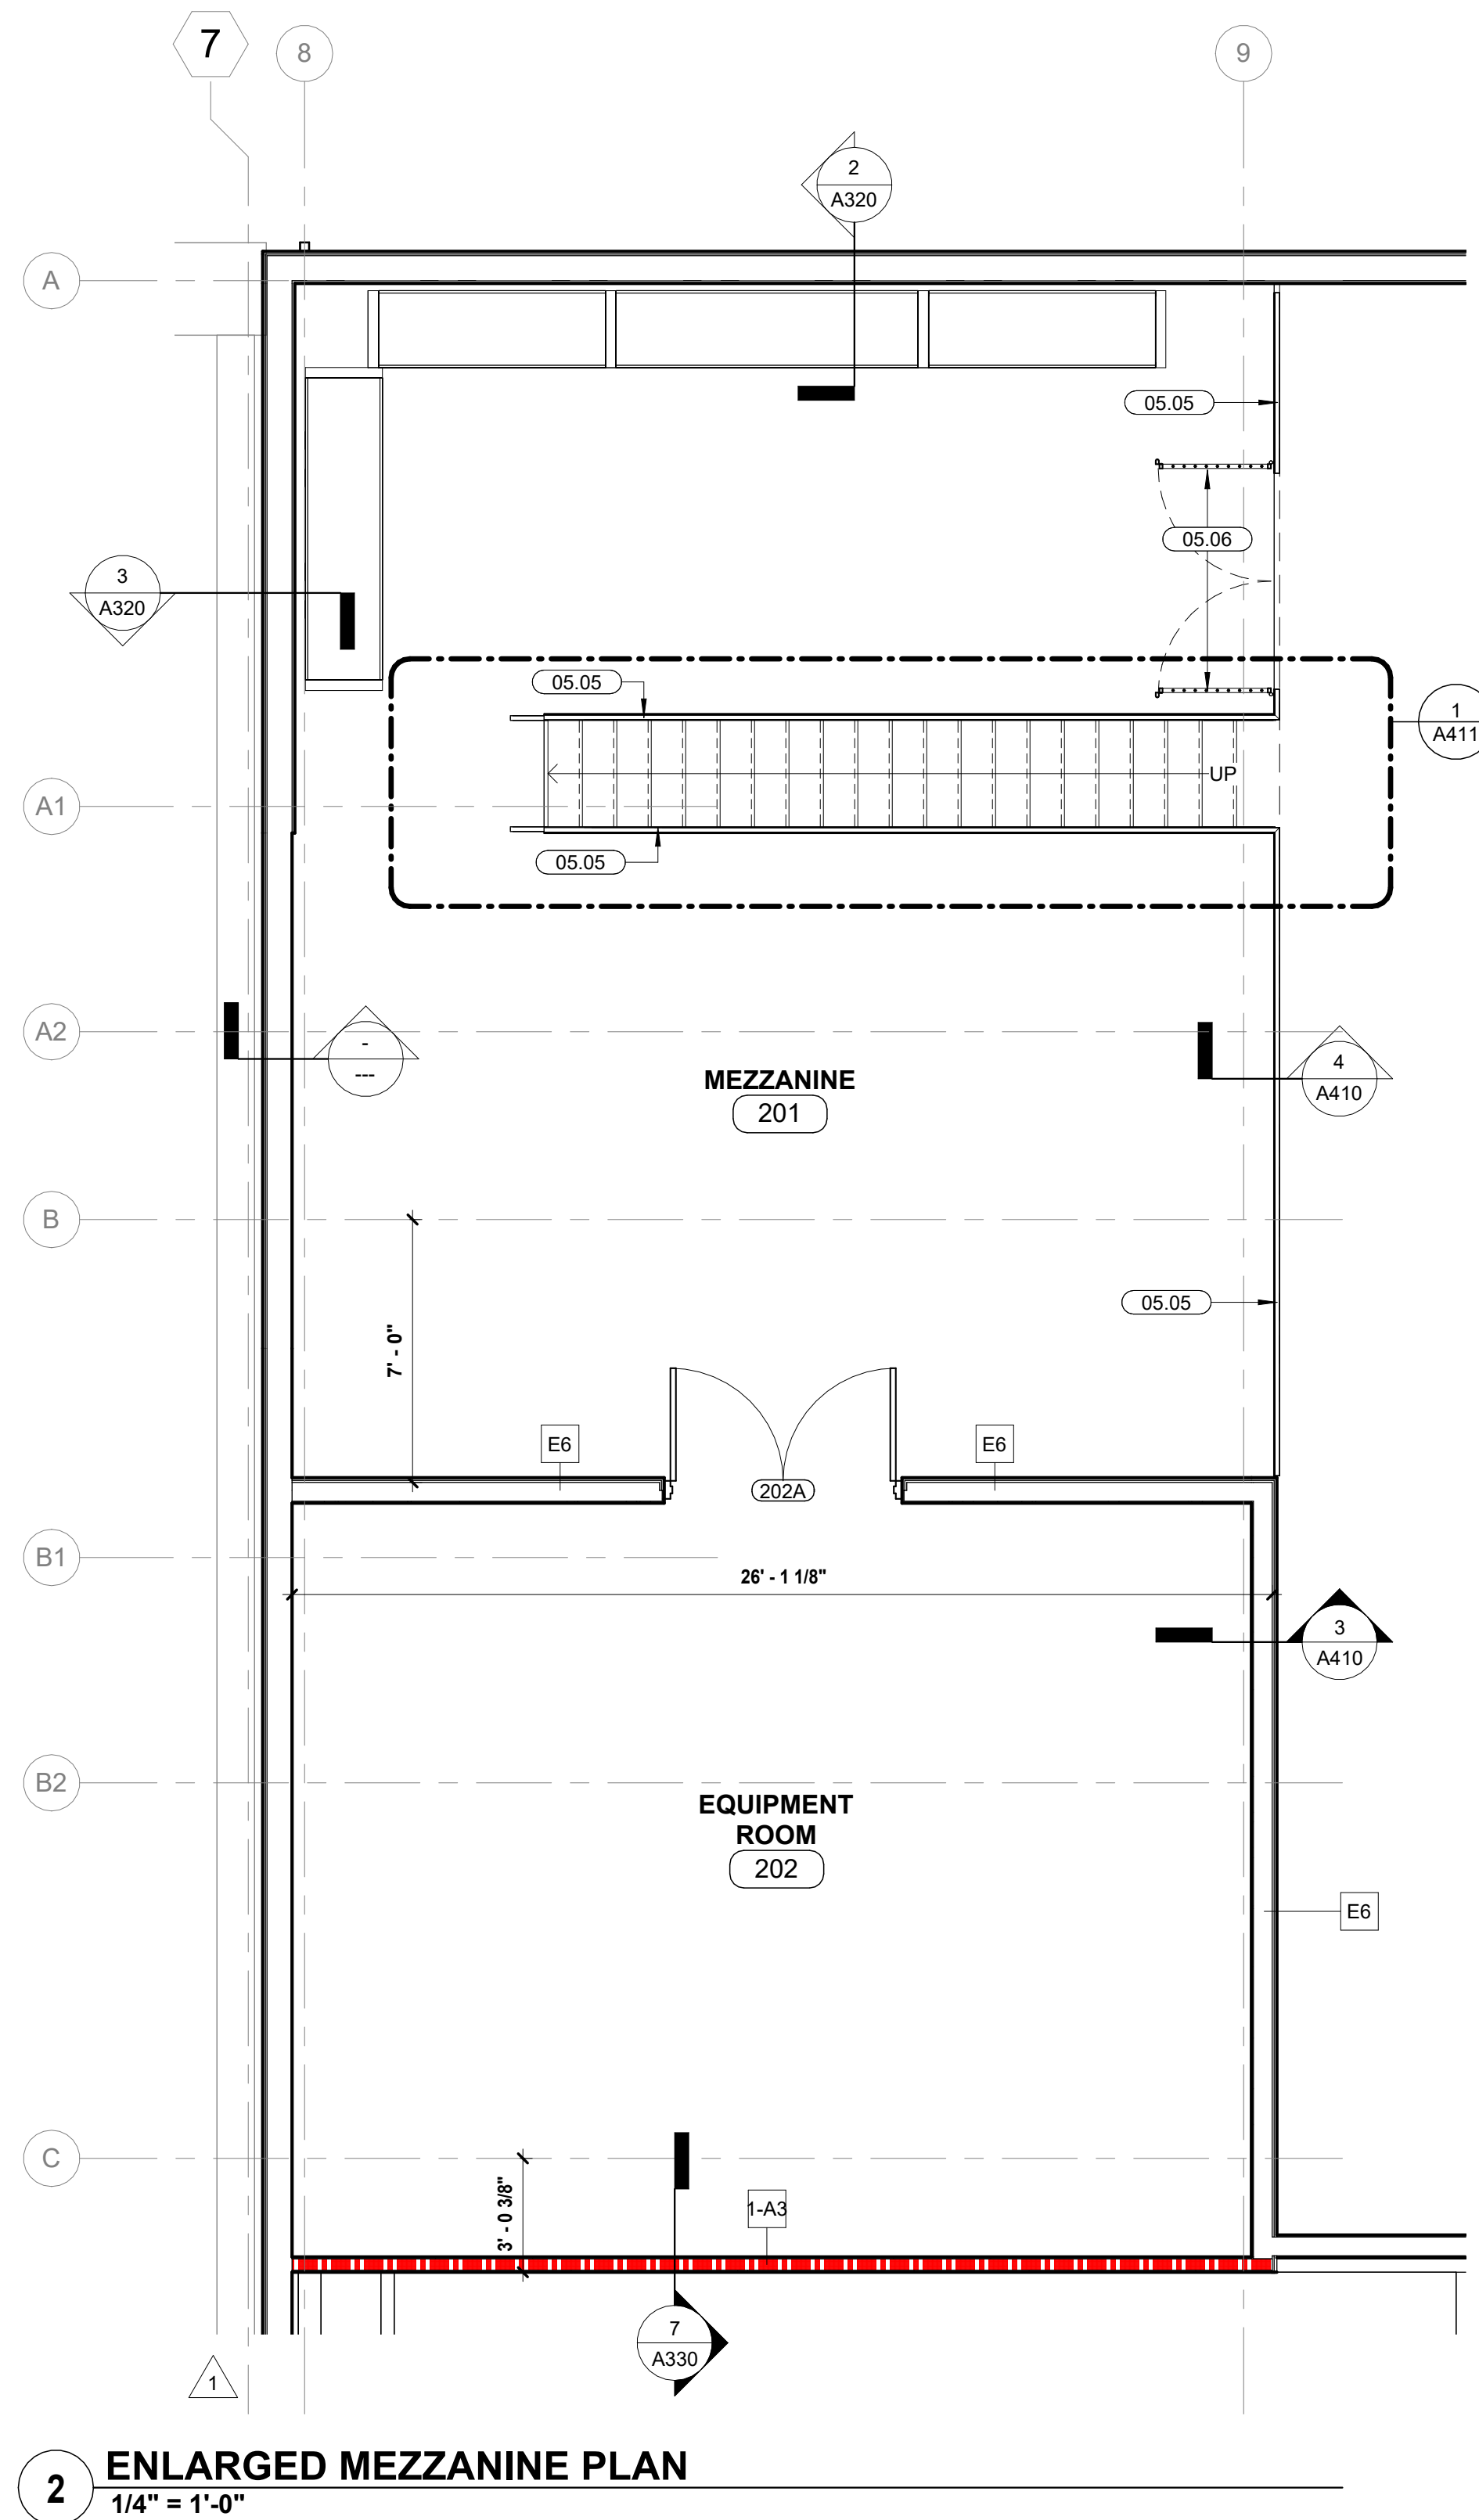 7
8
9
2
A320
A
05.05
05.06
3
A320
05.05
1
A411
UP
A1
05.05
A2
-
---
4
A410
MEZZANINE
201
B
05.05
7' - 0"
E6
E6
202A
B1
26' - 1 1/8"
3
A410
B2
EQUIPMENT
ROOM
202
E6
C
3' - 0 3/8"
1-A3
7
A330
1
2
ENLARGED MEZZANINE PLAN
1/4" = 1'-0"